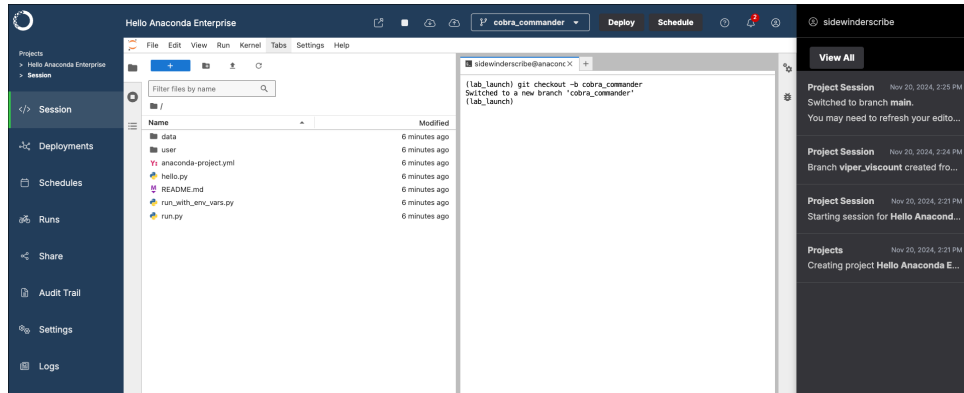 Hello Anaconda Enterprise
cobra_commander
Deploy
Schedule
2
sidewinderscribe
Projects
> Hello Anaconda Enterprise
> Session
</> Session
Deployments
Schedules
Runs
Share
Audit Trail
Settings
Logs
File Edit View Run Kernel Tabs Settings Help
+
Filter files by name
/
Name Modified
data 6 minutes ago
user 6 minutes ago
Y: anaconda-project.yml 6 minutes ago
hello.py 6 minutes ago
README.md 6 minutes ago
run_with_env_vars.py 6 minutes ago
run.py 6 minutes ago
sidewinderscribe@anaconc × +
(lab_launch) git checkout -b cobra_commander
Switched to a new branch 'cobra_commander'
(lab_launch)
View All
Project Session Nov 20, 2024, 2:25 PM
Switched to branch main.
You may need to refresh your edito...
Project Session Nov 20, 2024, 2:24 PM
Branch viper_viscount created fro...
Project Session Nov 20, 2024, 2:21 PM
Starting session for Hello Anacond...
Projects Nov 20, 2024, 2:21 PM
Creating project Hello Anaconda E...